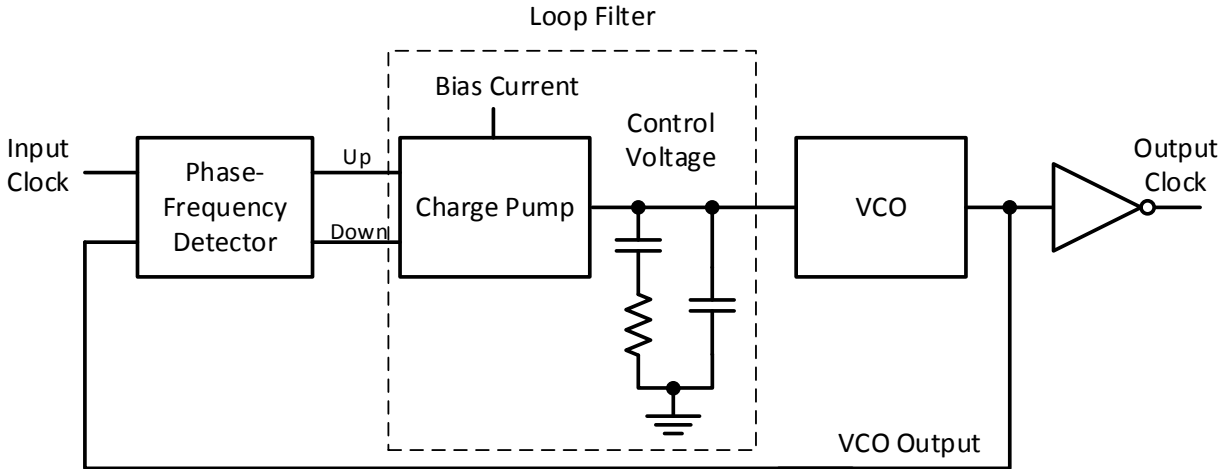 Loop Filter
Bias Current
Input
Clock
Phase-
Frequency
Detector
Up
Down
Charge Pump
Control
Voltage
VCO
Output
Clock
VCO Output